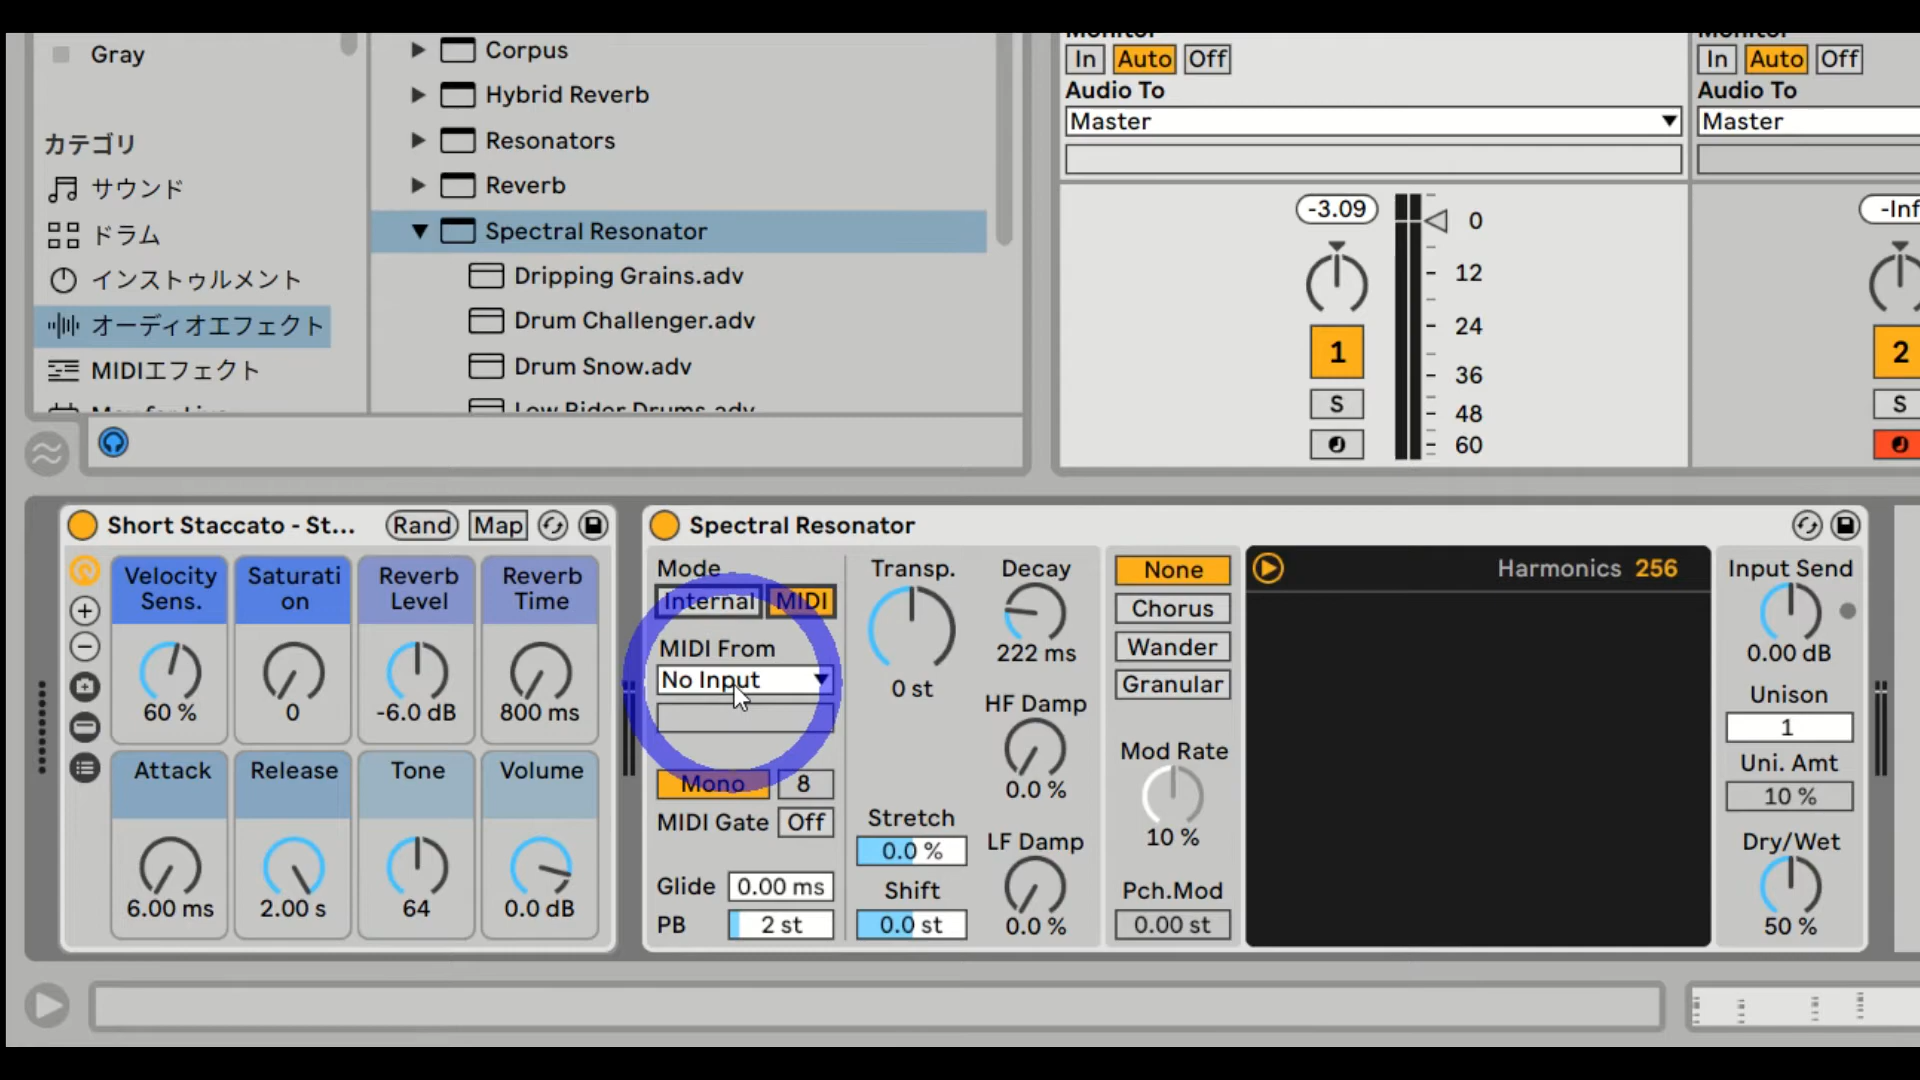 Gray
カテゴリ
サウンド
ドラム
インストゥルメント
オーディオエフェクト
MIDIエフェクト
Corpus
Hybrid Reverb
Resonators
Reverb
Spectral Resonator
Dripping Grains.adv
Drum Challenger.adv
Drum Snow.adv
Low Rider Drums.adv
Monitor
In Auto Off
Audio To
Master
-3.09
0
12
24
36
48
60
1
S
Monitor
In Auto Off
Audio To
Master
-Inf
2
S
Short Staccato - St... Rand Map
Velocity Sens.
60 %
Saturati on
0
Reverb Level
-6.0 dB
Reverb Time
800 ms
Attack
6.00 ms
Release
2.00 s
Tone
64
Volume
0.0 dB
Spectral Resonator
Mode
Internal MIDI
MIDI From
No Input
Mono 8
MIDI Gate Off
Glide 0.00 ms
PB 2 st
Transp.
0 st
Stretch
0.0 %
Shift
0.0 st
Decay
222 ms
HF Damp
0.0 %
LF Damp
0.0 %
None
Chorus
Wander
Granular
Mod Rate
10 %
Pch.Mod
0.00 st
Harmonics 256
Input Send
0.00 dB
Unison
1
Uni. Amt
10 %
Dry/Wet
50 %